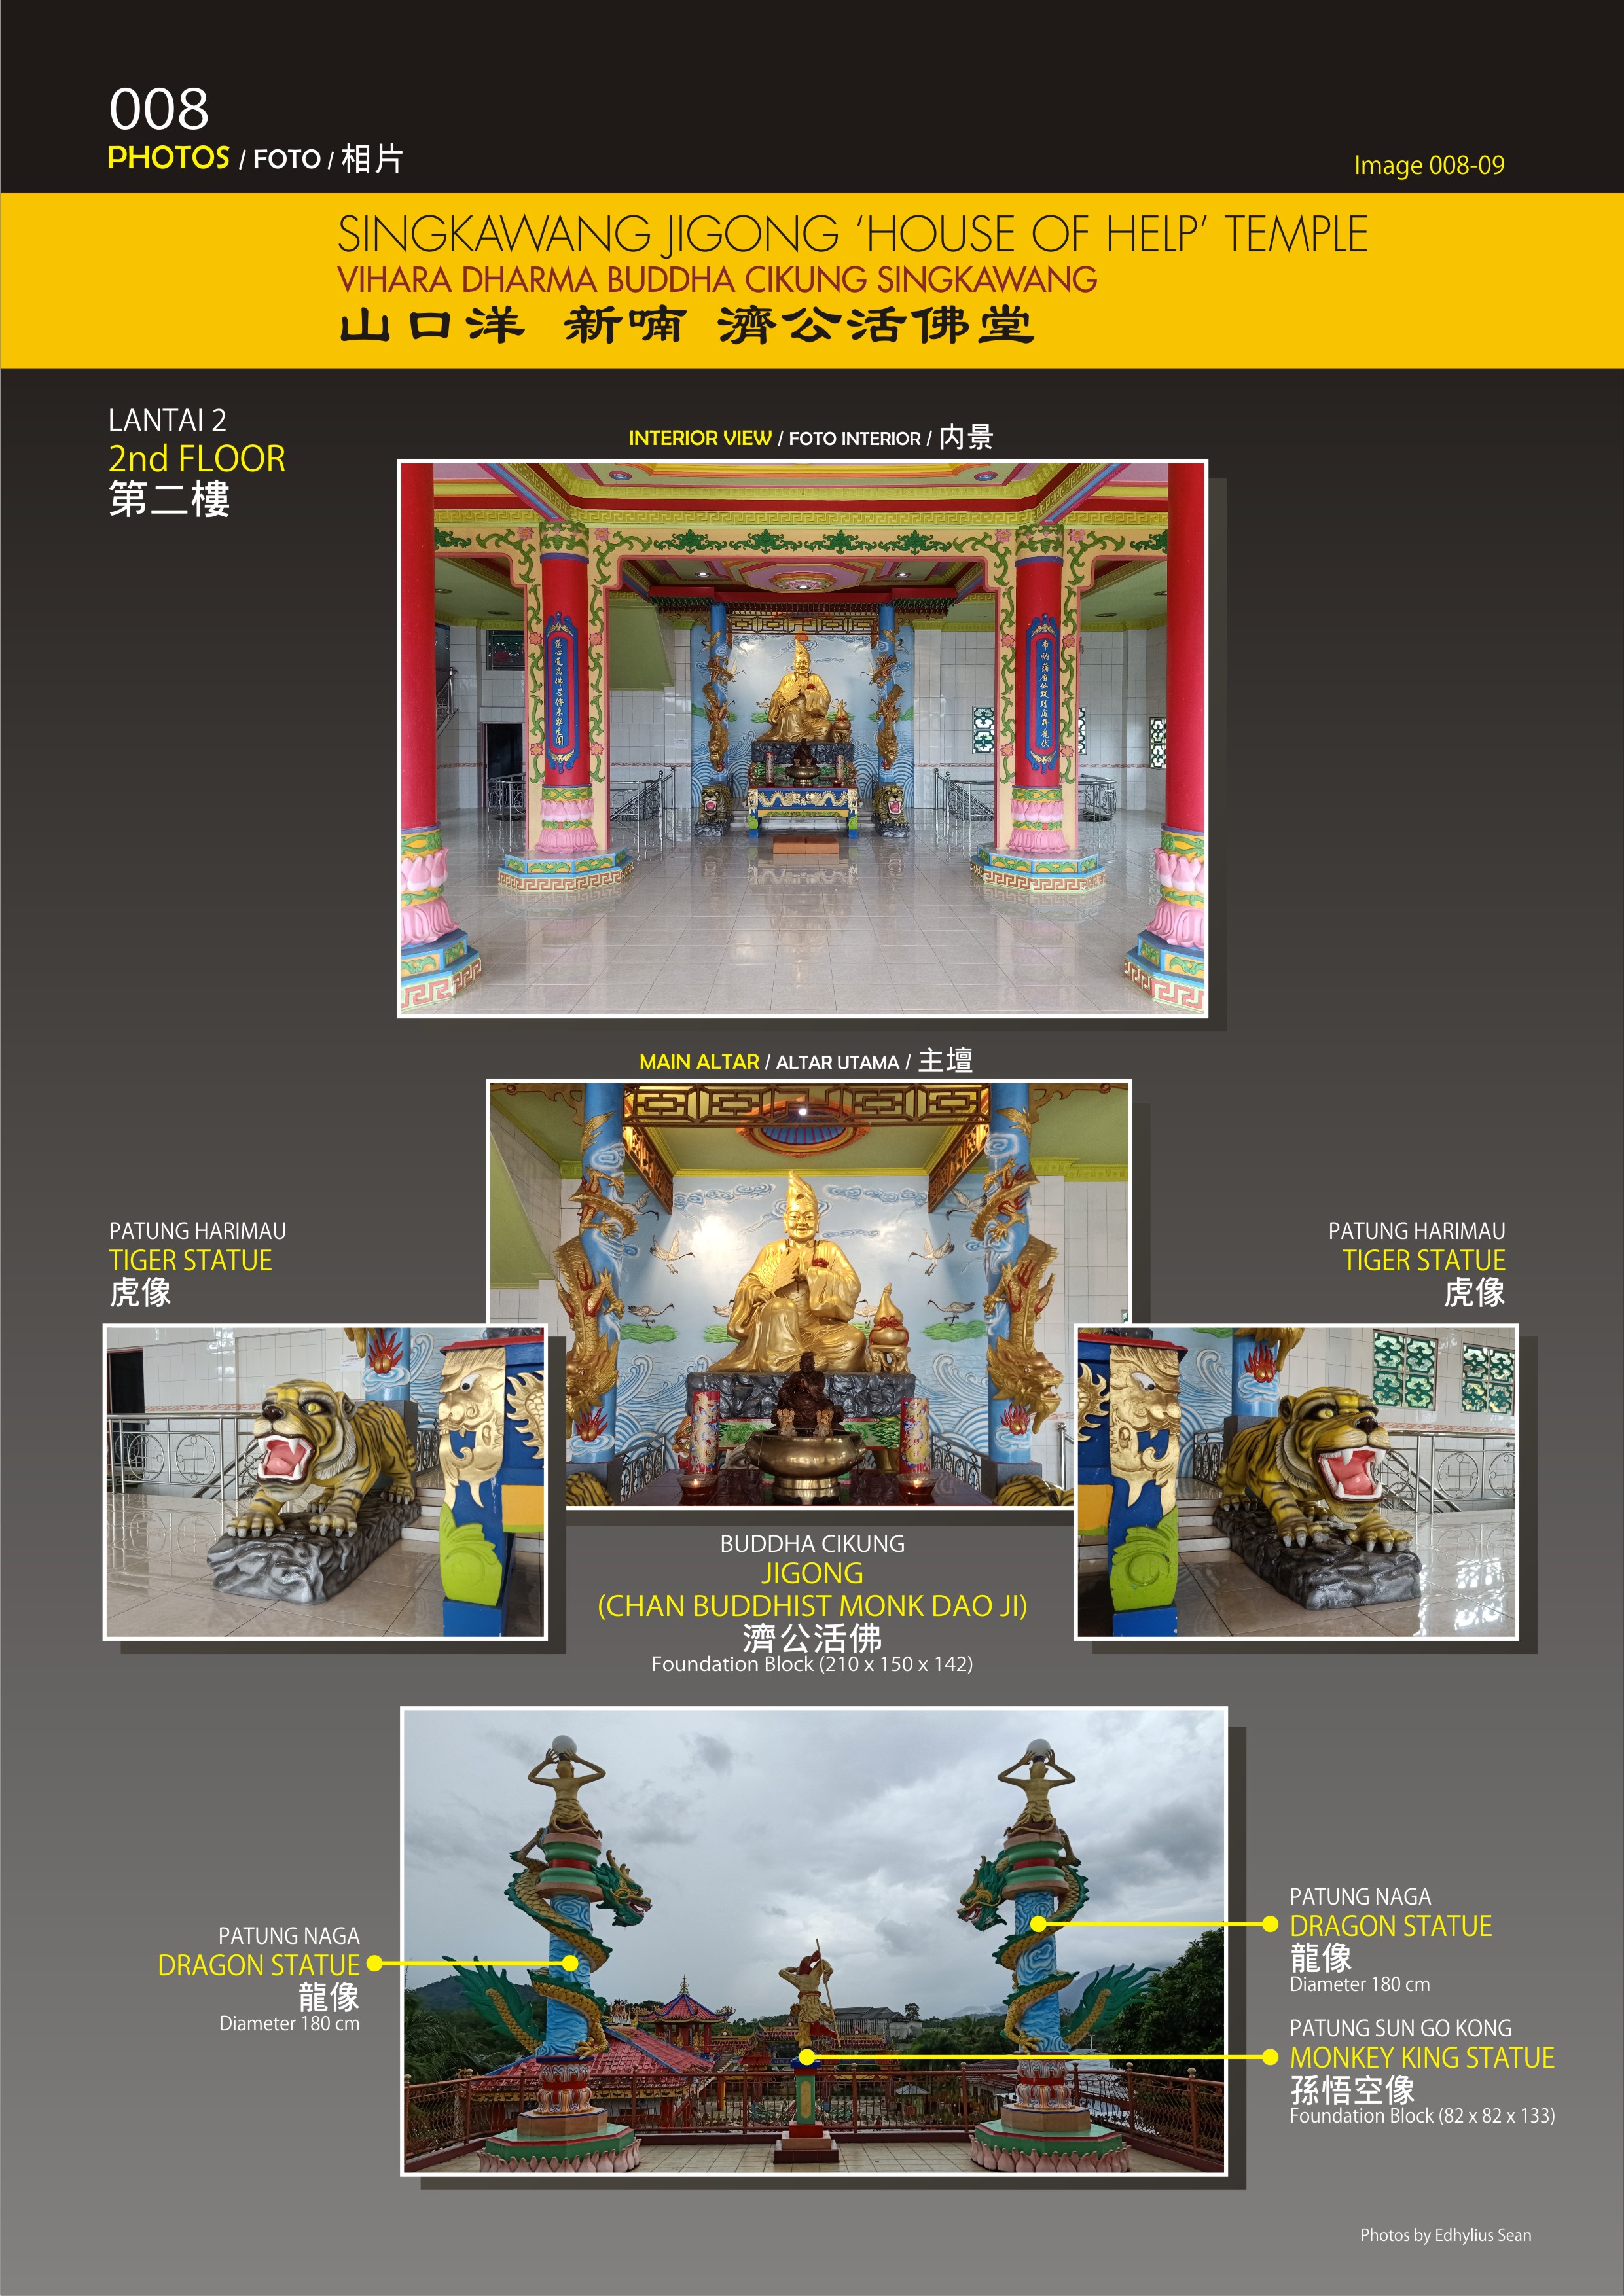 008
PHOTOS / FOTO / 相片
Image 008-09
SINGKAWANG JIGONG ‘HOUSE OF HELP’ TEMPLE
VIHARA DHARMA BUDDHA CIKUNG SINGKAWANG
山口洋 新喃 濟公活佛堂
LANTAI 2
2nd FLOOR
第二樓
INTERIOR VIEW / FOTO INTERIOR / 内景
MAIN ALTAR / ALTAR UTAMA / 主壇
PATUNG HARIMAU
TIGER STATUE
虎像
PATUNG HARIMAU
TIGER STATUE
虎像
BUDDHA CIKUNG
JIGONG
(CHAN BUDDHIST MONK DAO JI)
濟公活佛
Foundation Block (210 x 150 x 142)
PATUNG NAGA
DRAGON STATUE
龍像
Diameter 180 cm
PATUNG NAGA
DRAGON STATUE
龍像
Diameter 180 cm
PATUNG SUN GO KONG
MONKEY KING STATUE
孫悟空像
Foundation Block (82 x 82 x 133)
Photos by Edhylius Sean